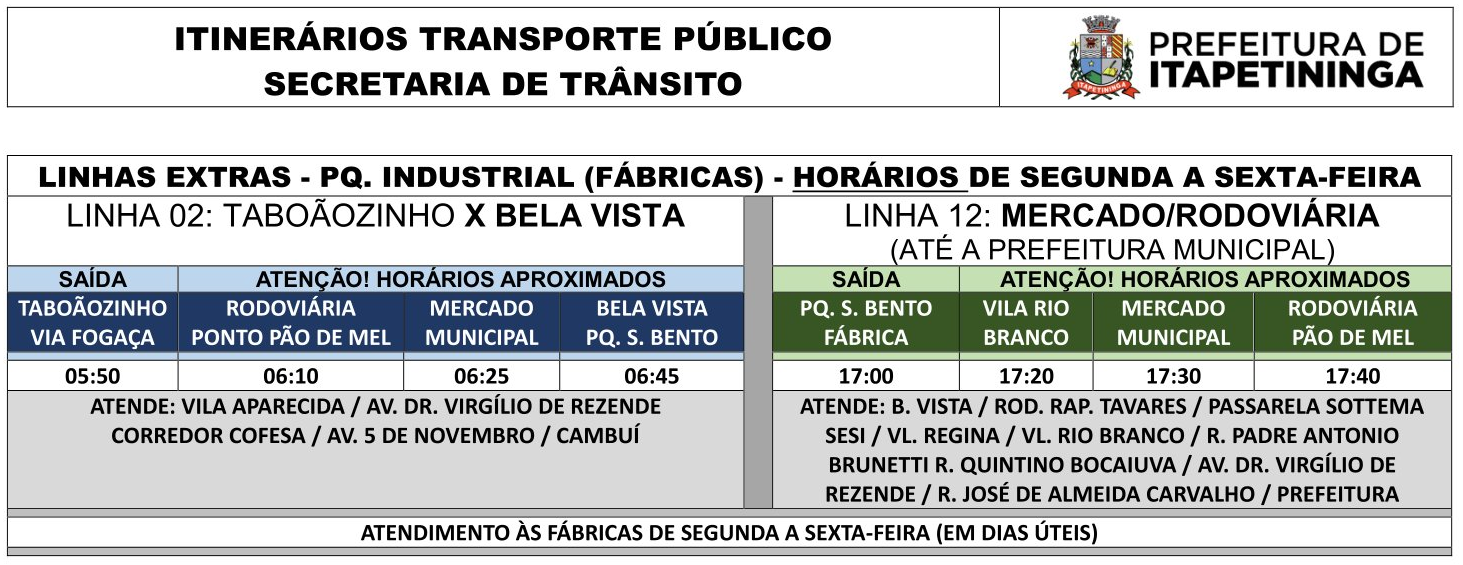 ITINERÁRIOS TRANSPORTE PÚBLICO
SECRETARIA DE TRÂNSITO
PREFEITURA DE
ITAPETININGA
ITAPETININGA
LINHAS EXTRAS - PQ. INDUSTRIAL (FÁBRICAS) - HORÁRIOS DE SEGUNDA A SEXTA-FEIRA
LINHA 02: TABOÃOZINHO X BELA VISTA
SAÍDA
ATENÇÃO! HORÁRIOS APROXIMADOS
TABOÃOZINHO
VIA FOGAÇA
RODOVIÁRIA
PONTO PÃO DE MEL
MERCADO
MUNICIPAL
BELA VISTA
PQ. S. BENTO
05:50
06:10
06:25
06:45
ATENDE: VILA APARECIDA / AV. DR. VIRGÍLIO DE REZENDE
CORREDOR COFESA / AV. 5 DE NOVEMBRO / CAMBUÍ
LINHA 12: MERCADO/RODOVIÁRIA
(ATÉ A PREFEITURA MUNICIPAL)
SAÍDA
ATENÇÃO! HORÁRIOS APROXIMADOS
PQ. S. BENTO
FÁBRICA
VILA RIO
BRANCO
MERCADO
MUNICIPAL
RODOVIÁRIA
PÃO DE MEL
17:00
17:20
17:30
17:40
ATENDE: B. VISTA / ROD. RAP. TAVARES / PASSARELA SOTTEMA
SESI / VL. REGINA / VL. RIO BRANCO / R. PADRE ANTONIO
BRUNETTI R. QUINTINO BOCAIUVA / AV. DR. VIRGÍLIO DE
REZENDE / R. JOSÉ DE ALMEIDA CARVALHO / PREFEITURA
ATENDIMENTO ÀS FÁBRICAS DE SEGUNDA A SEXTA-FEIRA (EM DIAS ÚTEIS)